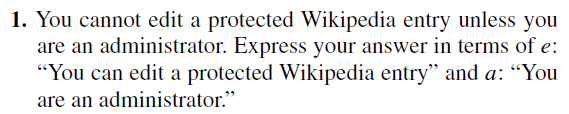 1. You cannot edit a protected Wikipedia entry unless you
are an administrator. Express your answer in terms of e:
“You can edit a protected Wikipedia entry” and a: “You
are an administrator.”